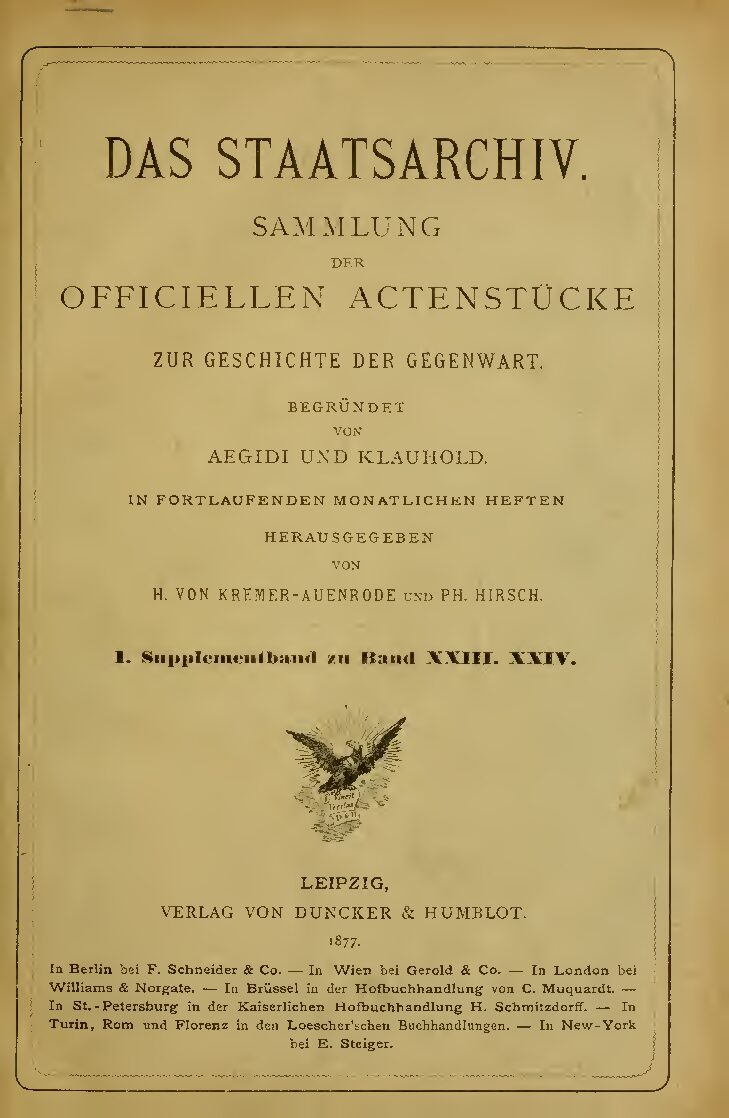 DAS STAATSARCHIV.
SAMMLUNG
DER
OFFICIELLEN ACTENSTÜCKE
ZUR GESCHICHTE DER GEGENWART.
BEGRÜNDET
VON
AEGIDI UND KLAUHOLD.
IN FORTLAUFENDEN MONATLICHEN HEFTEN
HERAUSGEGEBEN
VON
H. VON KREMER-AUENRODE UND PH. HIRSCH.
I. Supplementband zu Band XXIII. XXIV.
LEIPZIG,
VERLAG VON DUNCKER & HUMBLOT.
1877.
In Berlin bei F. Schneider & Co. — In Wien bei Gerold & Co. — In London bei
Williams & Norgate. — In Brüssel in der Hofbuchhandlung von C. Muquardt. —
In St.-Petersburg in der Kaiserlichen Hofbuchhandlung H. Schmitzdorff. — In
Turin, Rom und Florenz in den Loescher'schen Buchhandlungen. — In New-York
bei E. Steiger.